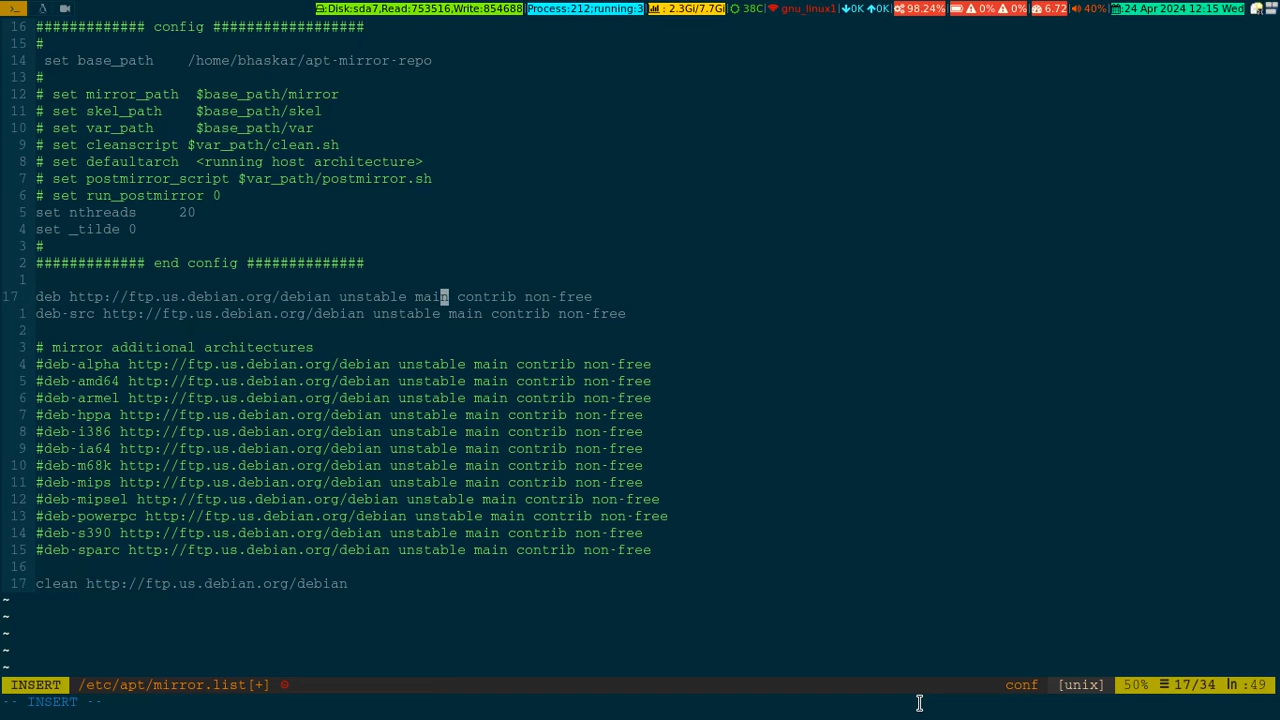 Disk:sda7,Read:753516,Write:854688 Process:212;running:3 : 2.3Gi/7.7Gi 38C gnu_linux1 0K 0K 98.24% 0% 0% 6.72 40% :24 Apr 2024 12:15 Wed
16 ############# config ##################
15 #
14 set base_path /home/bhaskar/apt-mirror-repo
13 #
12 # set mirror_path $base_path/mirror
11 # set skel_path $base_path/skel
10 # set var_path $base_path/var
9 # set cleanscript $var_path/clean.sh
8 # set defaultarch <running host architecture>
7 # set postmirror_script $var_path/postmirror.sh
6 # set run_postmirror 0
5 set nthreads 20
4 set _tilde 0
3 #
2 ############# end config ##############
1
17 deb http://ftp.us.debian.org/debian unstable main contrib non-free
1 deb-src http://ftp.us.debian.org/debian unstable main contrib non-free
2
3 # mirror additional architectures
4 #deb-alpha http://ftp.us.debian.org/debian unstable main contrib non-free
5 #deb-amd64 http://ftp.us.debian.org/debian unstable main contrib non-free
6 #deb-armel http://ftp.us.debian.org/debian unstable main contrib non-free
7 #deb-hppa http://ftp.us.debian.org/debian unstable main contrib non-free
8 #deb-i386 http://ftp.us.debian.org/debian unstable main contrib non-free
9 #deb-ia64 http://ftp.us.debian.org/debian unstable main contrib non-free
10 #deb-m68k http://ftp.us.debian.org/debian unstable main contrib non-free
11 #deb-mips http://ftp.us.debian.org/debian unstable main contrib non-free
12 #deb-mipsel http://ftp.us.debian.org/debian unstable main contrib non-free
13 #deb-powerpc http://ftp.us.debian.org/debian unstable main contrib non-free
14 #deb-s390 http://ftp.us.debian.org/debian unstable main contrib non-free
15 #deb-sparc http://ftp.us.debian.org/debian unstable main contrib non-free
16
17 clean http://ftp.us.debian.org/debian
~
~
~
~
~
INSERT /etc/apt/mirror.list[+] conf [unix] 50% ☰ 17/34 ln :49
-- INSERT --